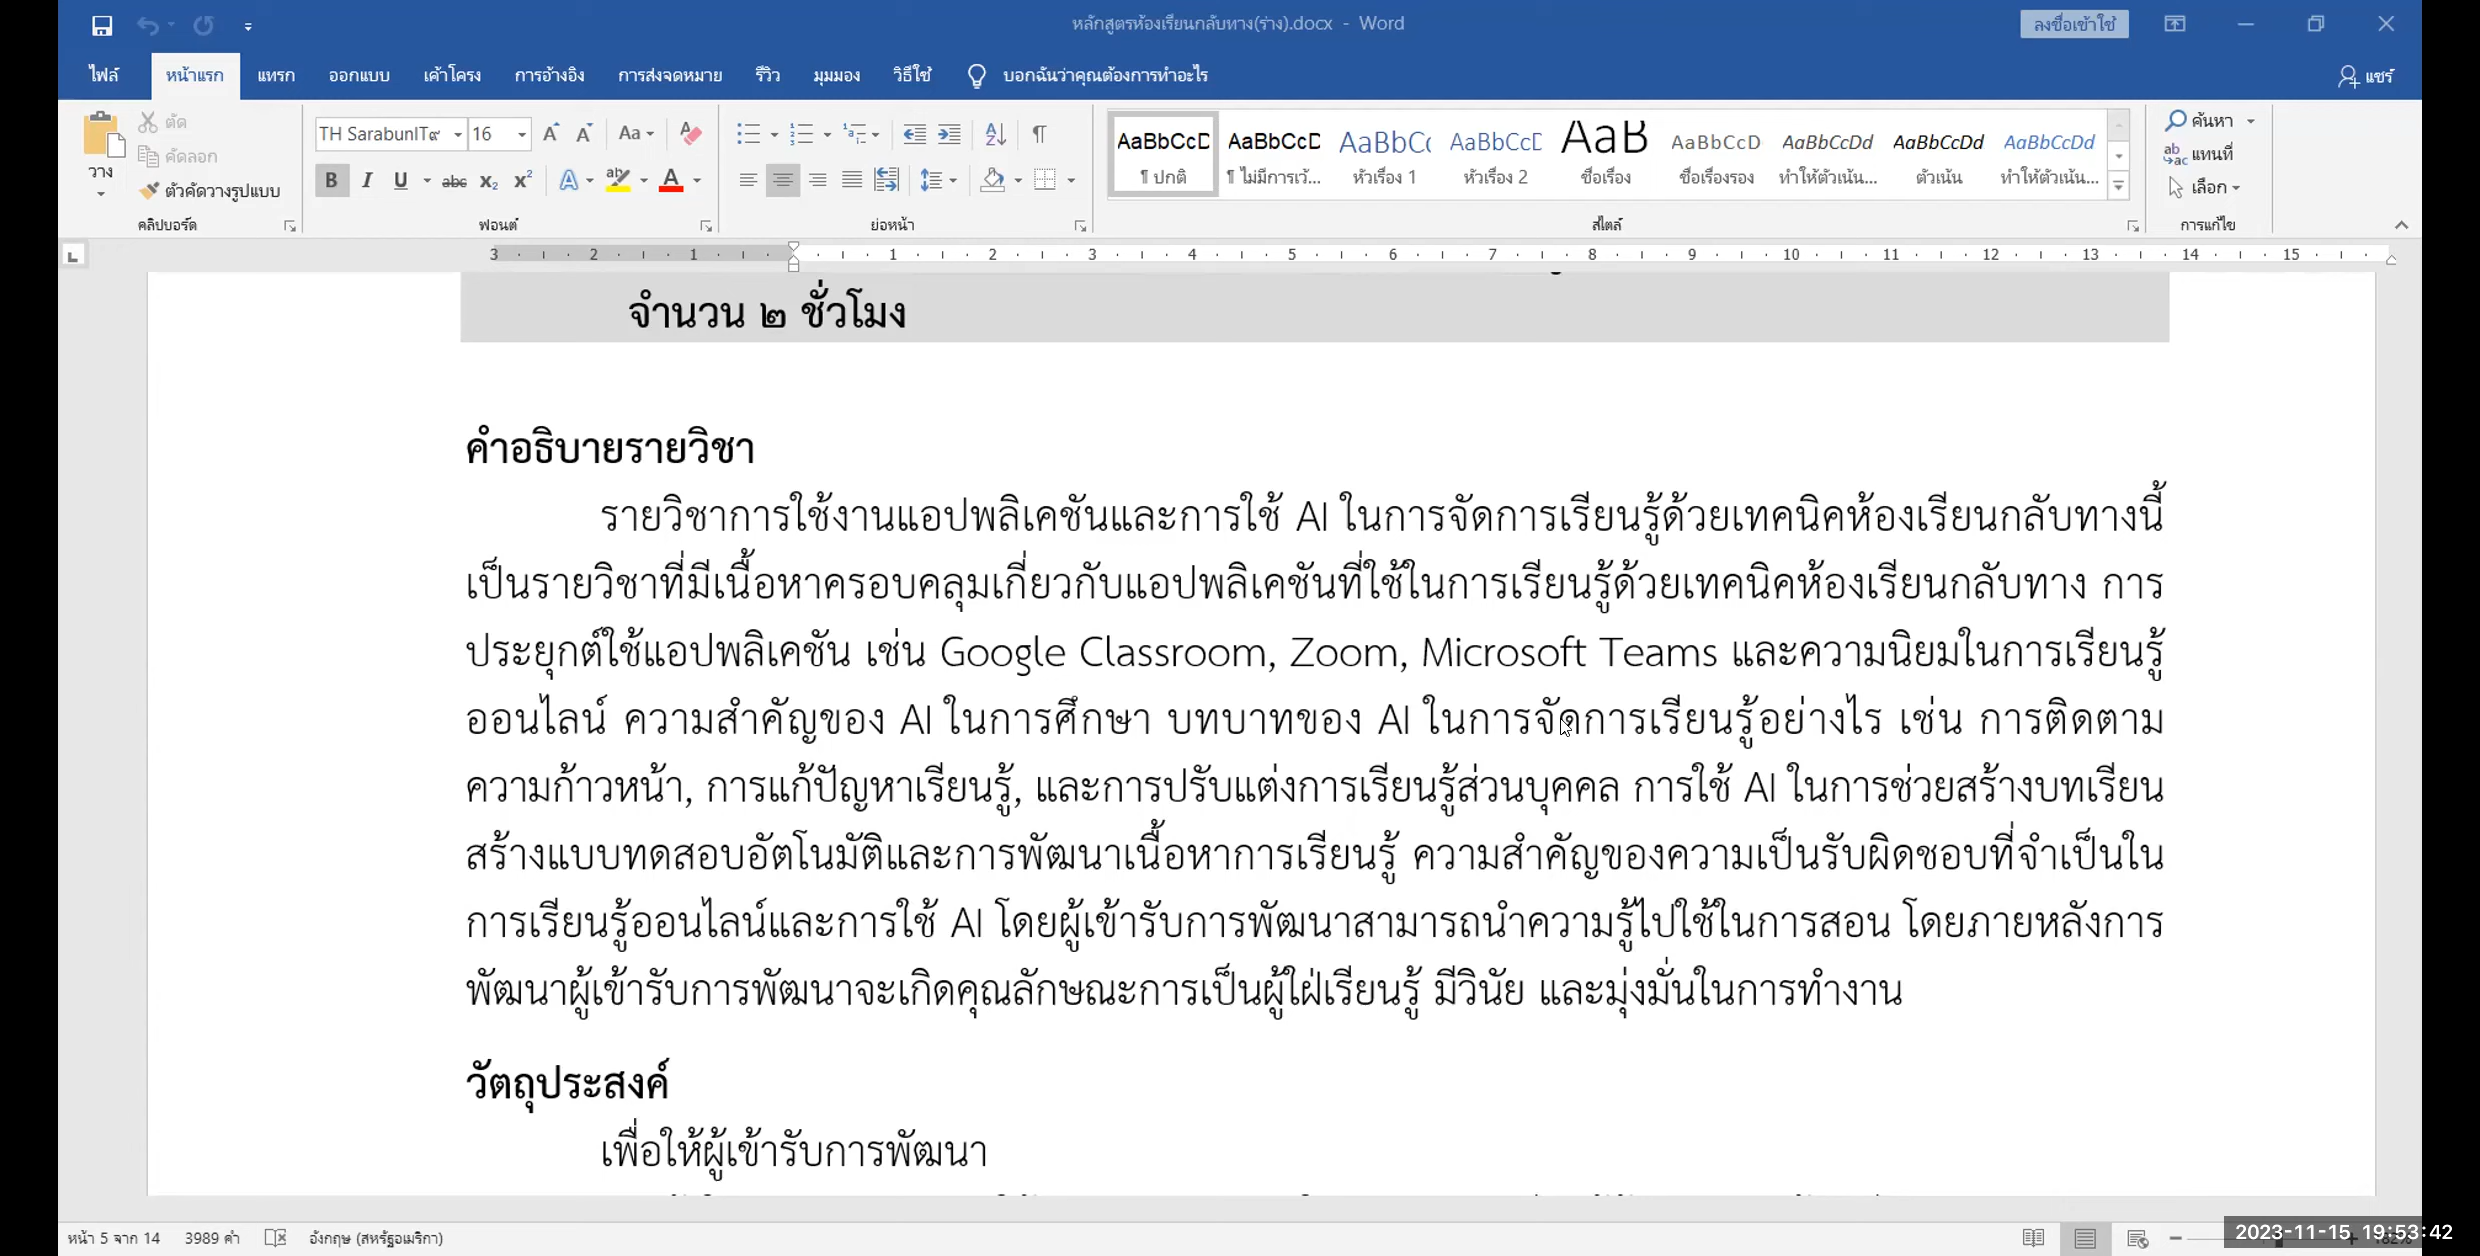 หลักสูตรห้องเรียนกลับทาง(ร่าง).docx - Word
ลงชื่อเข้าใช้
ไฟล์ หน้าแรก แทรก ออกแบบ เค้าโครง การอ้างอิง การส่งจดหมาย รีวิว มุมมอง วิธีใช้ บอกฉันว่าคุณต้องการทำอะไร แชร์
วาง
ตัด
คัดลอก
ตัวคัดวางรูปแบบ
คลิปบอร์ด
TH SarabunIT๙ 16
ฟอนต์
ย่อหน้า
AaBbCcD AaBbCcD AaBbC AaBbCcD AaB AaBbCcD AaBbCcDd AaBbCcDd AaBbCcDd
¶ ปกติ ¶ ไม่มีการเว้... หัวเรื่อง 1 หัวเรื่อง 2 ชื่อเรื่อง ชื่อเรื่องรอง ทำให้ตัวเน้น... ตัวเน้น ทำให้ตัวเน้น...
สไตล์
ค้นหา
แทนที่
เลือก
การแก้ไข
3 2 1 1 2 3 4 5 6 7 8 9 10 11 12 13 14 15
จำนวน ๒ ชั่วโมง
คำอธิบายรายวิชา
รายวิชาการใช้งานแอปพลิเคชันและการใช้ AI ในการจัดการเรียนรู้ด้วยเทคนิคห้องเรียนกลับทางนี้
เป็นรายวิชาที่มีเนื้อหาครอบคลุมเกี่ยวกับแอปพลิเคชันที่ใช้ในการเรียนรู้ด้วยเทคนิคห้องเรียนกลับทาง การ
ประยุกต์ใช้แอปพลิเคชัน เช่น Google Classroom, Zoom, Microsoft Teams และความนิยมในการเรียนรู้
ออนไลน์ ความสำคัญของ AI ในการศึกษา บทบาทของ AI ในการจัดการเรียนรู้อย่างไร เช่น การติดตาม
ความก้าวหน้า, การแก้ปัญหาเรียนรู้, และการปรับแต่งการเรียนรู้ส่วนบุคคล การใช้ AI ในการช่วยสร้างบทเรียน
สร้างแบบทดสอบอัตโนมัติและการพัฒนาเนื้อหาการเรียนรู้ ความสำคัญของความเป็นรับผิดชอบที่จำเป็นใน
การเรียนรู้ออนไลน์และการใช้ AI โดยผู้เข้ารับการพัฒนาสามารถนำความรู้ไปใช้ในการสอน โดยภายหลังการ
พัฒนาผู้เข้ารับการพัฒนาจะเกิดคุณลักษณะการเป็นผู้ใฝ่เรียนรู้ มีวินัย และมุ่งมั่นในการทำงาน
วัตถุประสงค์
เพื่อให้ผู้เข้ารับการพัฒนา
หน้า 5 จาก 14 3989 คำ อังกฤษ (สหรัฐอเมริกา)
2023-11-15 19:53:42